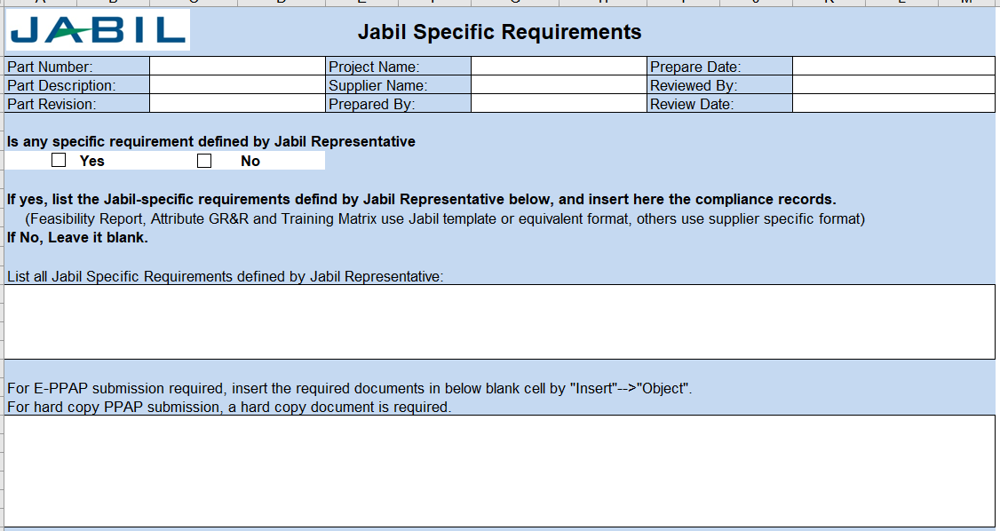 JABIL
Jabil Specific Requirements
Part Number: Project Name: Prepare Date:
Part Description: Supplier Name: Reviewed By:
Part Revision: Prepared By: Review Date:
Is any specific requirement defined by Jabil Representative
Yes No
If yes, list the Jabil-specific requirements defind by Jabil Representative below, and insert here the compliance records.
(Feasibility Report, Attribute GR&R and Training Matrix use Jabil template or equivalent format, others use supplier specific format)
If No, Leave it blank.
List all Jabil Specific Requirements defined by Jabil Representative:
For E-PPAP submission required, insert the required documents in below blank cell by "Insert"-->"Object".
For hard copy PPAP submission, a hard copy document is required.